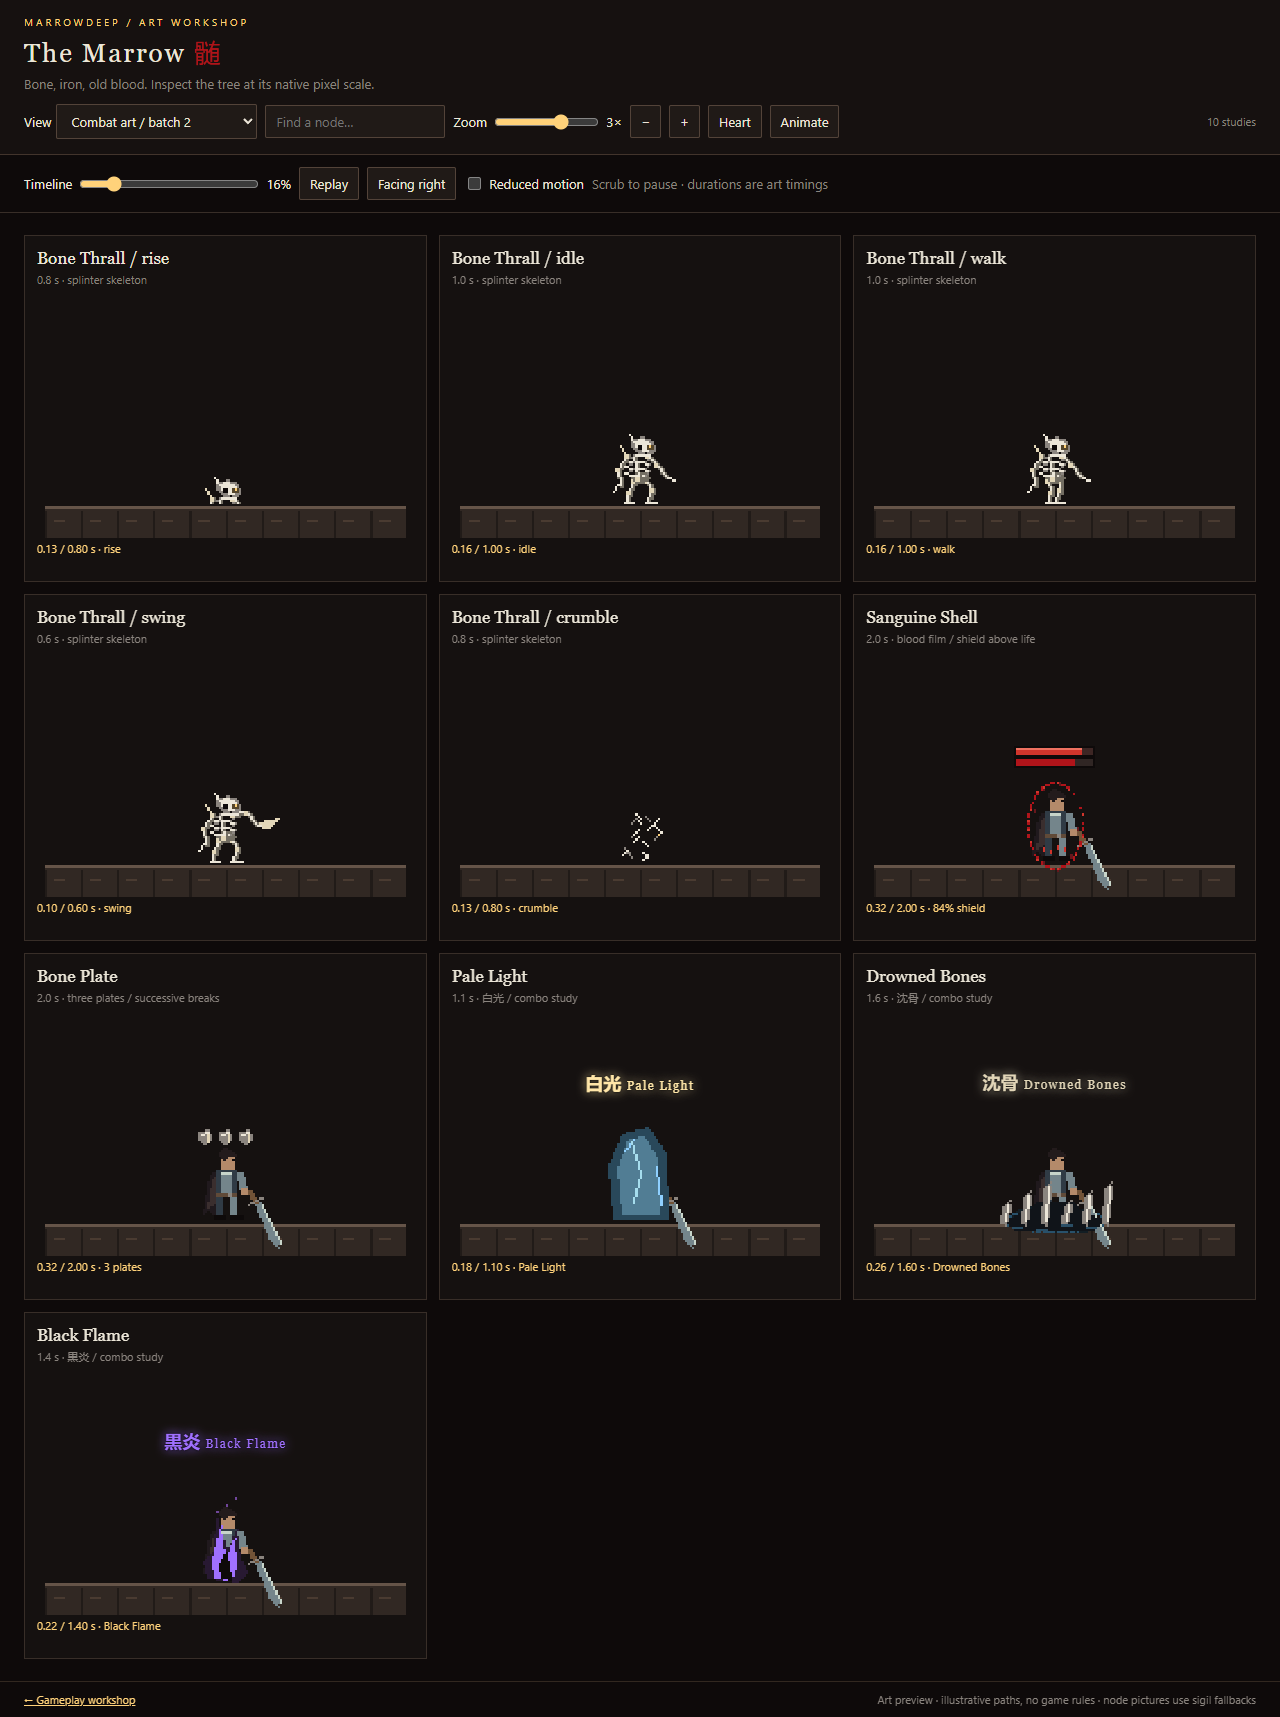 MARROWDEEP / ART WORKSHOP
The Marrow 髄
Bone, iron, old blood. Inspect the tree at its native pixel scale.
View Combat art / batch 2 Find a node... Zoom 3× − + Heart Animate 10 studies
Timeline 16% Replay Facing right Reduced motion Scrub to pause · durations are art timings
Bone Thrall / rise
0.8 s · splinter skeleton
0.13 / 0.80 s · rise
Bone Thrall / idle
1.0 s · splinter skeleton
0.16 / 1.00 s · idle
Bone Thrall / walk
1.0 s · splinter skeleton
0.16 / 1.00 s · walk
Bone Thrall / swing
0.6 s · splinter skeleton
0.10 / 0.60 s · swing
Bone Thrall / crumble
0.8 s · splinter skeleton
0.13 / 0.80 s · crumble
Sanguine Shell
2.0 s · blood film / shield above life
0.32 / 2.00 s · 84% shield
Bone Plate
2.0 s · three plates / successive breaks
0.32 / 2.00 s · 3 plates
Pale Light
1.1 s · 白光 / combo study
白光 Pale Light
0.18 / 1.10 s · Pale Light
Drowned Bones
1.6 s · 沈骨 / combo study
沈骨 Drowned Bones
0.26 / 1.60 s · Drowned Bones
Black Flame
1.4 s · 黒炎 / combo study
黒炎 Black Flame
0.22 / 1.40 s · Black Flame
← Gameplay workshop
Art preview · illustrative paths, no game rules · node pictures use sigil fallbacks